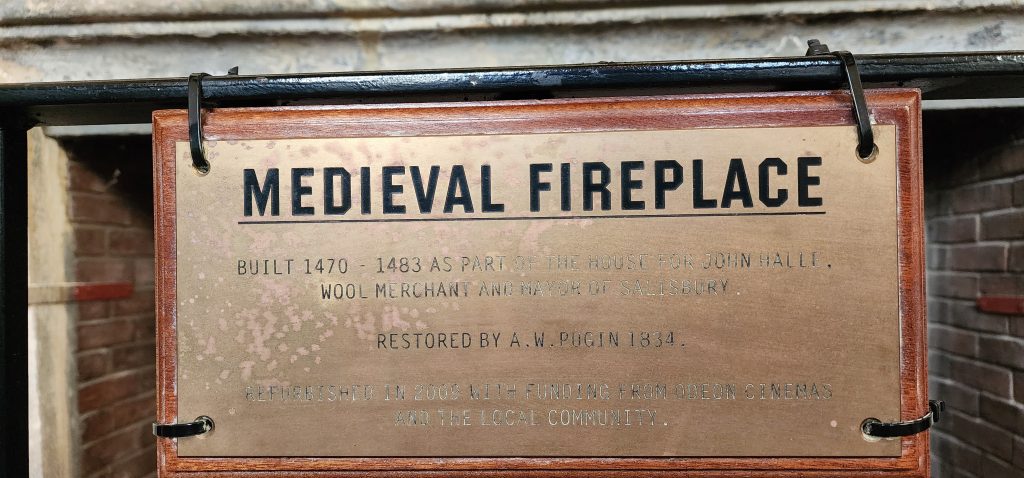 MEDIEVAL FIREPLACE
BUILT 1470 - 1483 AS PART OF THE HOUSE FOR JOHN HALLE,
WOOL MERCHANT AND MAYOR OF SALISBURY.
RESTORED BY A.W.POGIN 1834.
REFURBISHED IN 2009 WITH FUNDING FROM ODEON CINEMAS
AND THE LOCAL COMMUNITY.